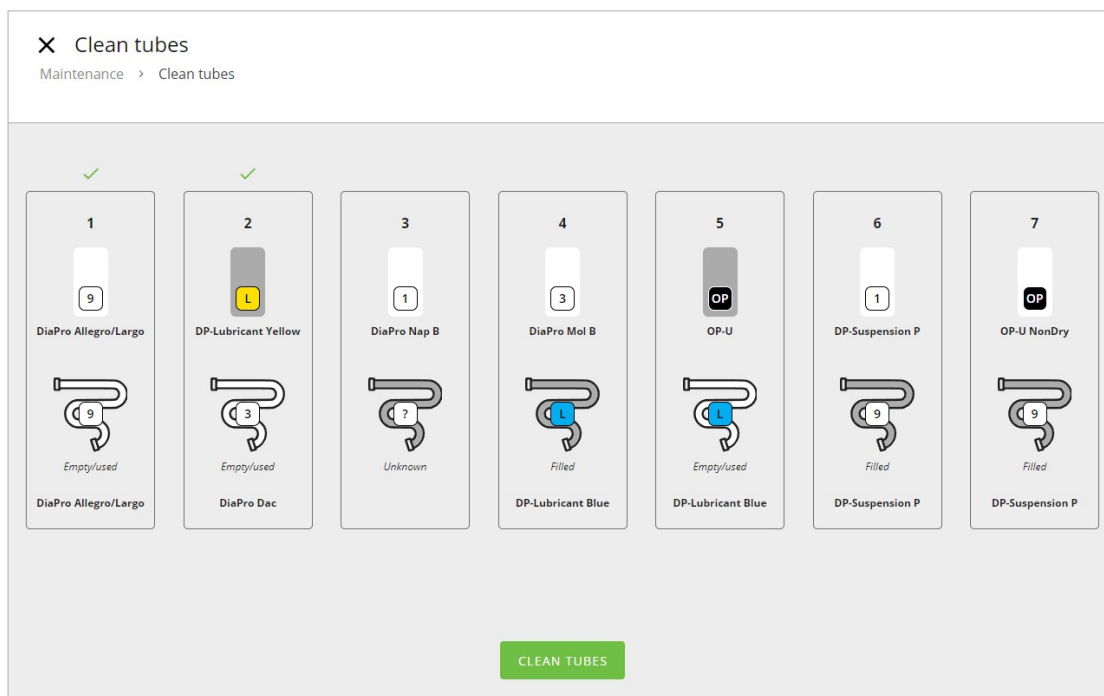 Clean tubes
Maintenance > Clean tubes
1 2 3 4 5 6 7
9 L 1 3 OP 1 OP
DiaPro Allegro/Largo DP-Lubricant Yellow DiaPro Nap B DiaPro Mol B OP-U DP-Suspension P OP-U NonDry
9 3 ? L L 9 9
Empty/used Empty/used Unknown Filled Empty/used Filled Filled
DiaPro Allegro/Largo DiaPro Dac DP-Lubricant Blue DP-Lubricant Blue DP-Suspension P DP-Suspension P
CLEAN TUBES